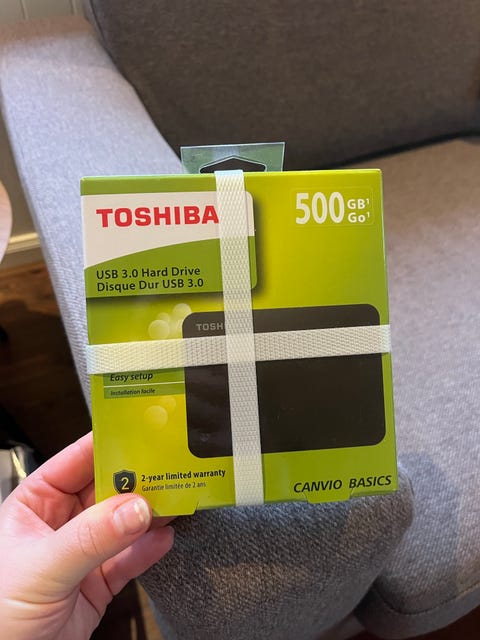 TOSHIBA
500 GB¹
Go¹
USB 3.0 Hard Drive
Disque Dur USB 3.0
TOSH
Easy setup
Installation facile
2
2-year limited warranty
Garantie limitée de 2 ans
CANVIO BASICS